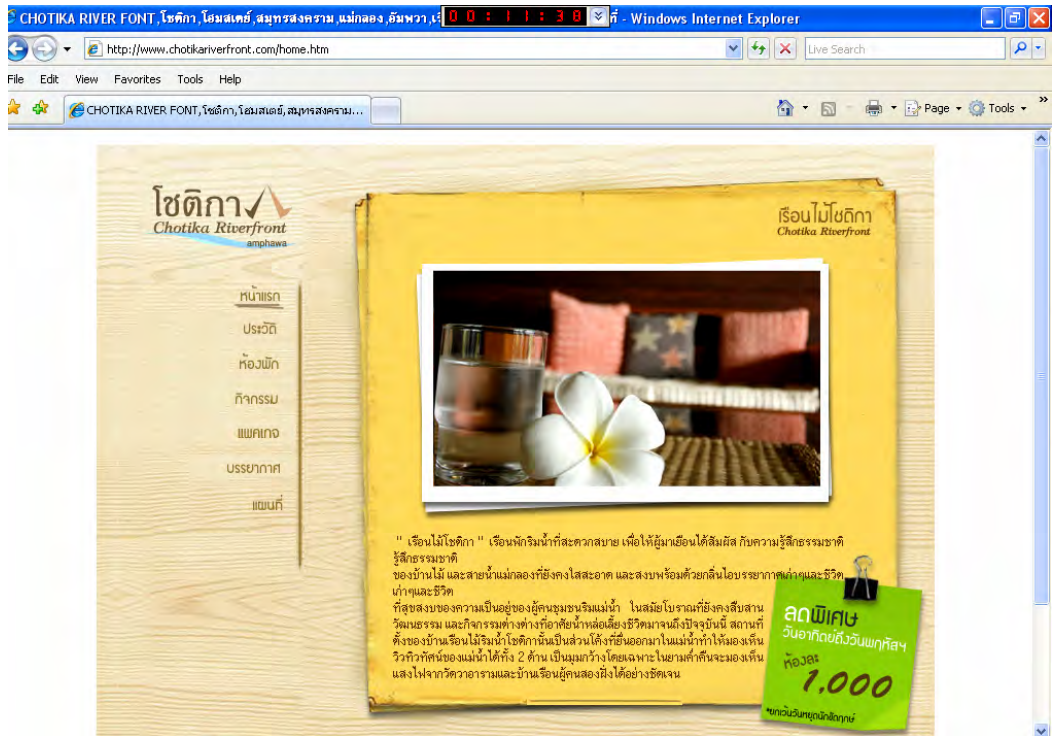 CHOTIKA RIVER FONT,โชติกา,โฮมสเตย์,สมุทรสงคราม,แม่กลอง,อัมพวา,เรื 00:11:38 ที่ - Windows Internet Explorer
http://www.chotikariverfront.com/home.htm
Live Search
File Edit View Favorites Tools Help
CHOTIKA RIVER FONT,โชติกา,โฮมสเตย์,สมุทรสงคราม...
Page Tools
โชติกา
Chotika Riverfront
amphawa
เรือนไม้โชติกา
Chotika Riverfront
หน้าแรก
ประวัติ
ห้องพัก
กิจกรรม
แพคเกจ
บรรยากาศ
แผนที่
" เรือนไม้โชติกา " เรือนพักริมน้ำที่สะดวกสบาย เพื่อให้ผู้มาเยือนได้สัมผัส กับความรู้สึกธรรมชาติ
รู้สึกธรรมชาติ
ของบ้านไม้ และสายน้ำแม่กลองที่ยังคงใสสะอาด และสงบพร้อมด้วยกลิ่นไอบรรยากาศเก่าๆและชีวิต
เก่าๆและชีวิต
ที่สุขสงบของความเป็นอยู่ของผู้คนชุมชนริมแม่น้ำ ในสมัยโบราณที่ยังคงสืบสาน
วัฒนธรรม และกิจกรรมต่างต่างที่อาศัยน้ำหล่อเลี้ยงชีวิตมาจนถึงปัจจุบันนี้ สถานที่
ตั้งของบ้านเรือนไม้ริมน้ำโชติกานั้นเป็นส่วนโค้งที่ยื่นออกมาในแม่น้ำทำให้มองเห็น
วิวทิวทัศน์ของแม่น้ำได้ทั้ง 2 ด้าน เป็นมุมกว้างโดยเฉพาะในยามค่ำคืนจะมองเห็น
แสงไฟจากวัดวาอารามและบ้านเรือนผู้คนสองฝั่งได้อย่างชัดเจน
ลดพิเศษ
วันอาทิตย์ถึงวันพฤหัสฯ
ห้องละ
1,000
*ยกเว้นวันหยุดนักขัตฤกษ์